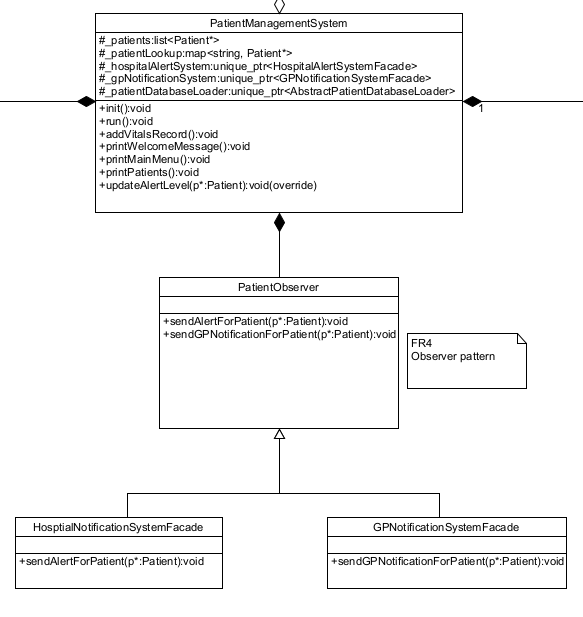 PatientManagementSystem
#_patients:list<Patient*>
#_patientLookup:map<string, Patient*>
#_hospitalAlertSystem:unique_ptr<HospitalAlertSystemFacade>
#_gpNotificationSystem:unique_ptr<GPNotificationSystemFacade>
#_patientDatabaseLoader:unique_ptr<AbstractPatientDatabaseLoader>
+init():void
+run():void
+addVitalsRecord():void
+printWelcomeMessage():void
+printMainMenu():void
+printPatients():void
+updateAlertLevel(p*:Patient):void(override)
1
PatientObserver
+sendAlertForPatient(p*:Patient):void
+sendGPNotificationForPatient(p*:Patient):void
FR4
Observer pattern
HosptialNotificationSystemFacade
+sendAlertForPatient(p*:Patient):void
GPNotificationSystemFacade
+sendGPNotificationForPatient(p*:Patient):void